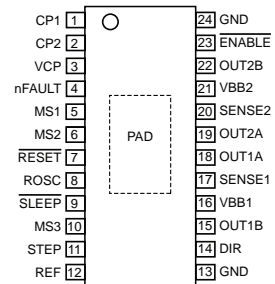 CP1 1
CP2 2
VCP 3
nFAULT 4
MS1 5
MS2 6
RESET 7
ROSC 8
SLEEP 9
MS3 10
STEP 11
REF 12
PAD
24 GND
23 ENABLE
22 OUT2B
21 VBB2
20 SENSE2
19 OUT2A
18 OUT1A
17 SENSE1
16 VBB1
15 OUT1B
14 DIR
13 GND